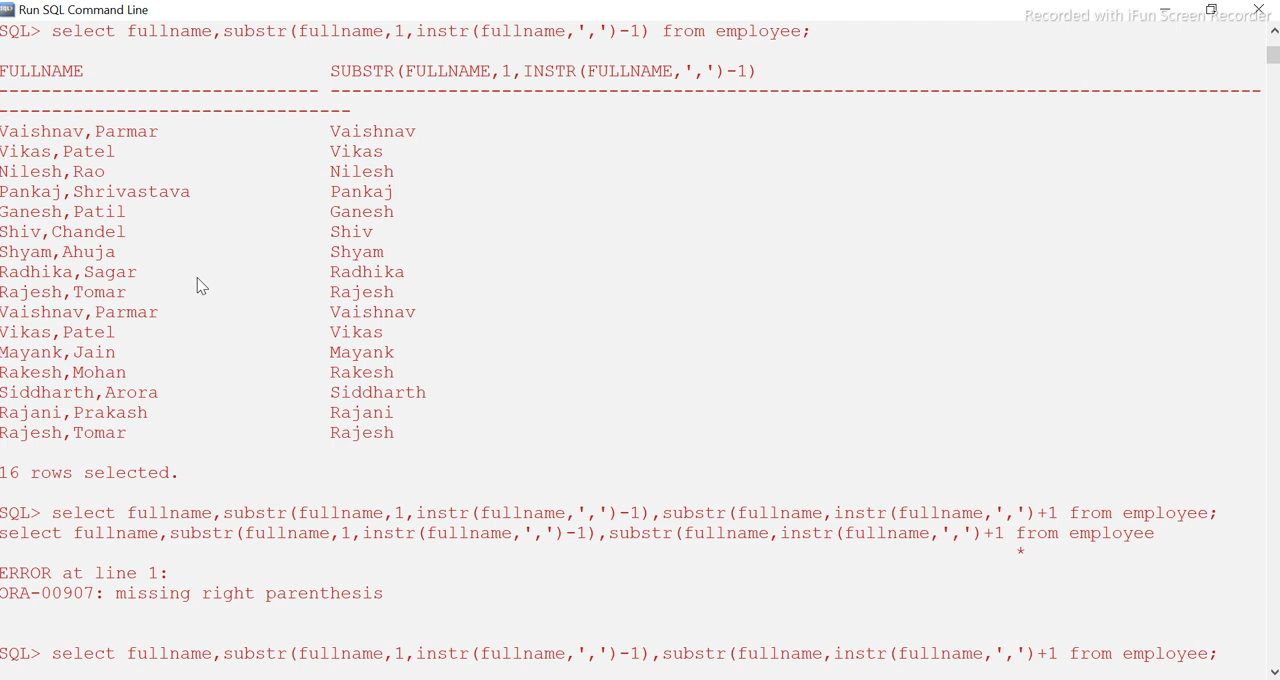 Run SQL Command Line
Recorded with iFun Screen Recorder
SQL> select fullname,substr(fullname,1,instr(fullname,',')-1) from employee;
FULLNAME SUBSTR(FULLNAME,1,INSTR(FULLNAME,',')-1)
------------------------------ ----------------------------------------------------------------------------------------
---------------------------------
Vaishnav,Parmar Vaishnav
Vikas,Patel Vikas
Nilesh,Rao Nilesh
Pankaj,Shrivastava Pankaj
Ganesh,Patil Ganesh
Shiv,Chandel Shiv
Shyam,Ahuja Shyam
Radhika,Sagar Radhika
Rajesh,Tomar Rajesh
Vaishnav,Parmar Vaishnav
Vikas,Patel Vikas
Mayank,Jain Mayank
Rakesh,Mohan Rakesh
Siddharth,Arora Siddharth
Rajani,Prakash Rajani
Rajesh,Tomar Rajesh
16 rows selected.
SQL> select fullname,substr(fullname,1,instr(fullname,',')-1),substr(fullname,instr(fullname,',')+1 from employee;
select fullname,substr(fullname,1,instr(fullname,',')-1),substr(fullname,instr(fullname,',')+1 from employee
*
ERROR at line 1:
ORA-00907: missing right parenthesis
SQL> select fullname,substr(fullname,1,instr(fullname,',')-1),substr(fullname,instr(fullname,',')+1 from employee;